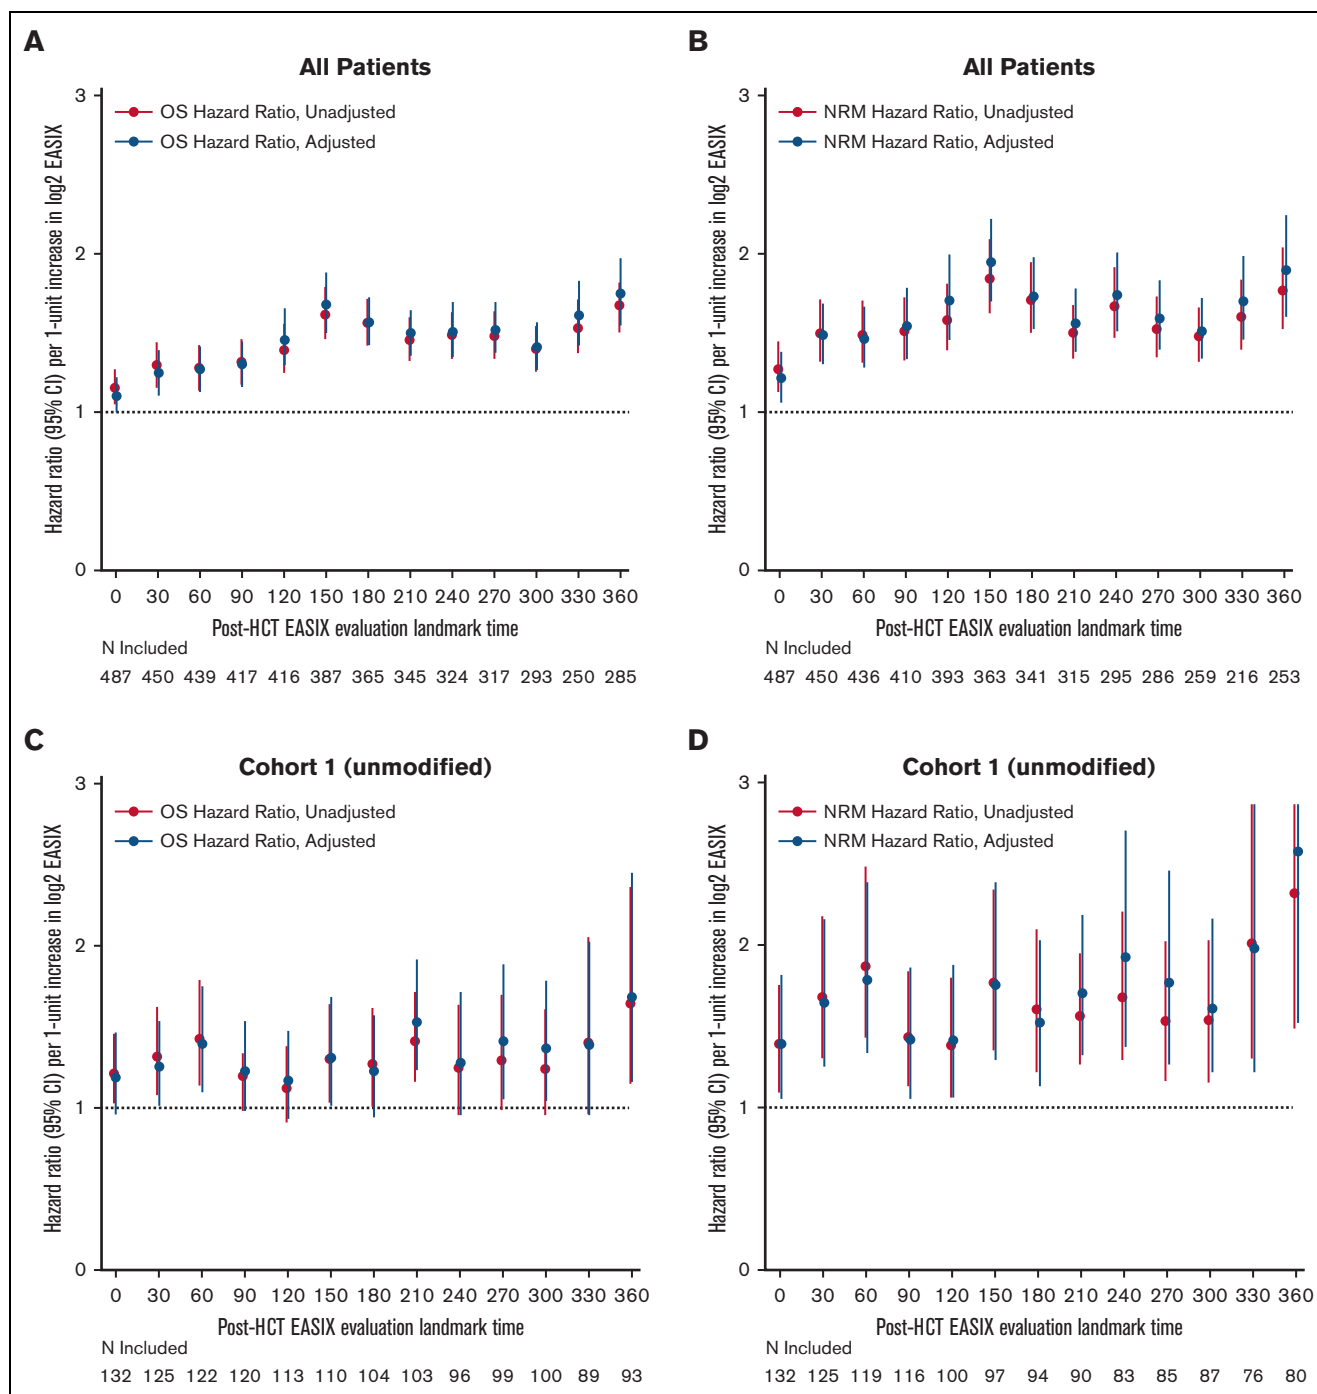 A
All Patients
OS Hazard Ratio, Unadjusted
OS Hazard Ratio, Adjusted
Hazard ratio (95% CI) per 1-unit increase in log2 EASIX
3
2
1
0
0 30 60 90 120 150 180 210 240 270 300 330 360
Post-HCT EASIX evaluation landmark time
N Included
487 450 439 417 416 387 365 345 324 317 293 250 285
B
All Patients
NRM Hazard Ratio, Unadjusted
NRM Hazard Ratio, Adjusted
Hazard ratio (95% CI) per 1-unit increase in log2 EASIX
3
2
1
0
0 30 60 90 120 150 180 210 240 270 300 330 360
Post-HCT EASIX evaluation landmark time
N Included
487 450 436 410 393 363 341 315 295 286 259 216 253
C
Cohort 1 (unmodified)
OS Hazard Ratio, Unadjusted
OS Hazard Ratio, Adjusted
Hazard ratio (95% CI) per 1-unit increase in log2 EASIX
3
2
1
0
0 30 60 90 120 150 180 210 240 270 300 330 360
Post-HCT EASIX evaluation landmark time
N Included
132 125 122 120 113 110 104 103 96 99 100 89 93
D
Cohort 1 (unmodified)
NRM Hazard Ratio, Unadjusted
NRM Hazard Ratio, Adjusted
Hazard ratio (95% CI) per 1-unit increase in log2 EASIX
3
2
1
0
0 30 60 90 120 150 180 210 240 270 300 330 360
Post-HCT EASIX evaluation landmark time
N Included
132 125 119 116 100 97 94 90 83 85 87 76 80